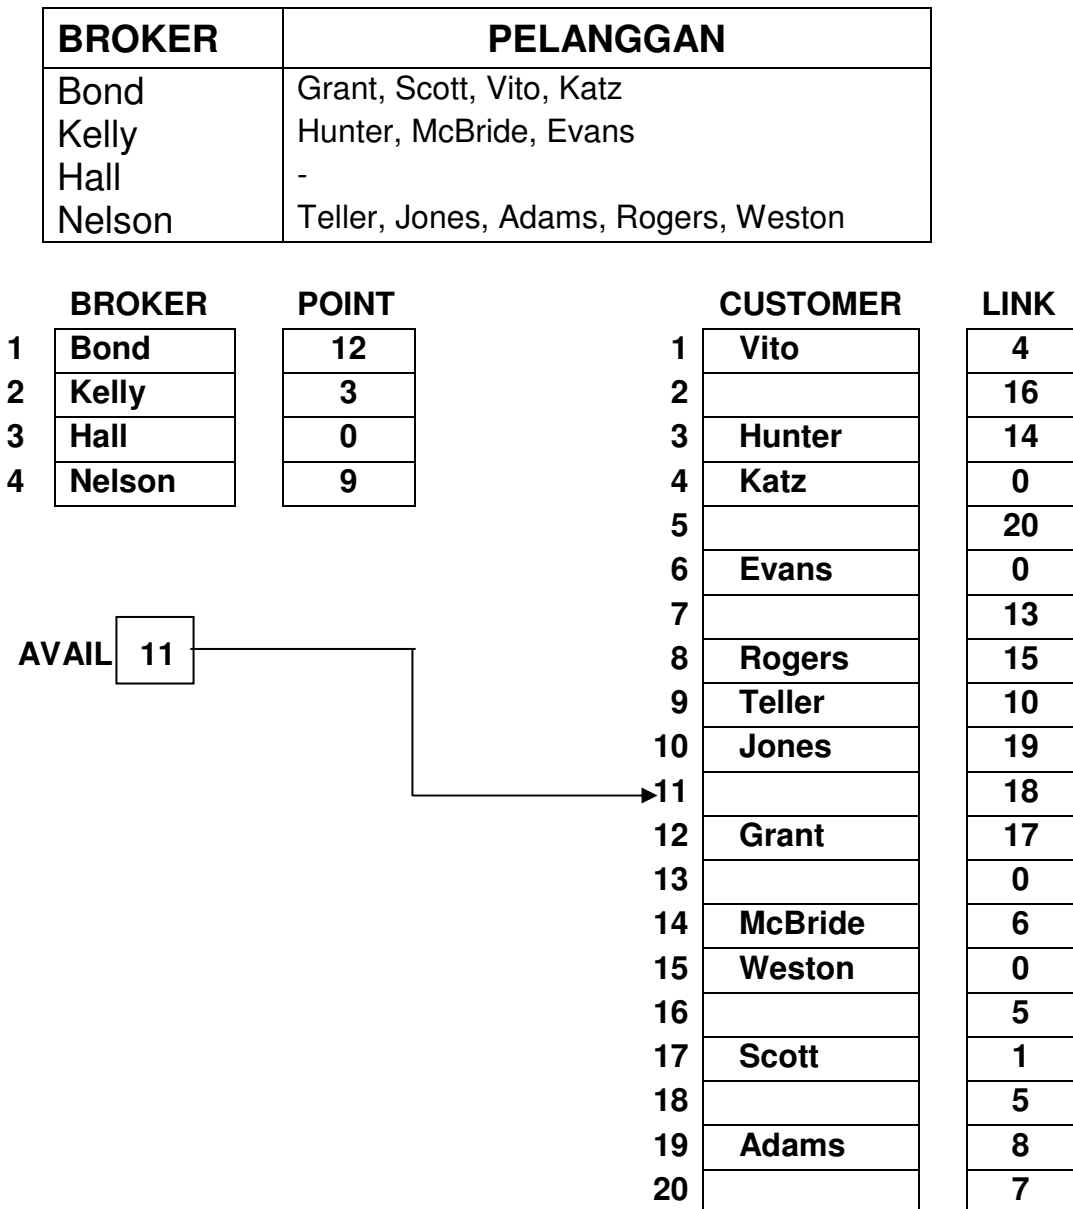 BROKER PELANGGAN
Bond Grant, Scott, Vito, Katz
Kelly Hunter, McBride, Evans
Hall -
Nelson Teller, Jones, Adams, Rogers, Weston
BROKER POINT CUSTOMER LINK
1 Bond 12 1 Vito 4
2 Kelly 3 2 16
3 Hall 0 3 Hunter 14
4 Nelson 9 4 Katz 0
5 20
6 Evans 0
7 13
AVAIL 11 8 Rogers 15
9 Teller 10
10 Jones 19
11 18
12 Grant 17
13 0
14 McBride 6
15 Weston 0
16 5
17 Scott 1
18 5
19 Adams 8
20 7